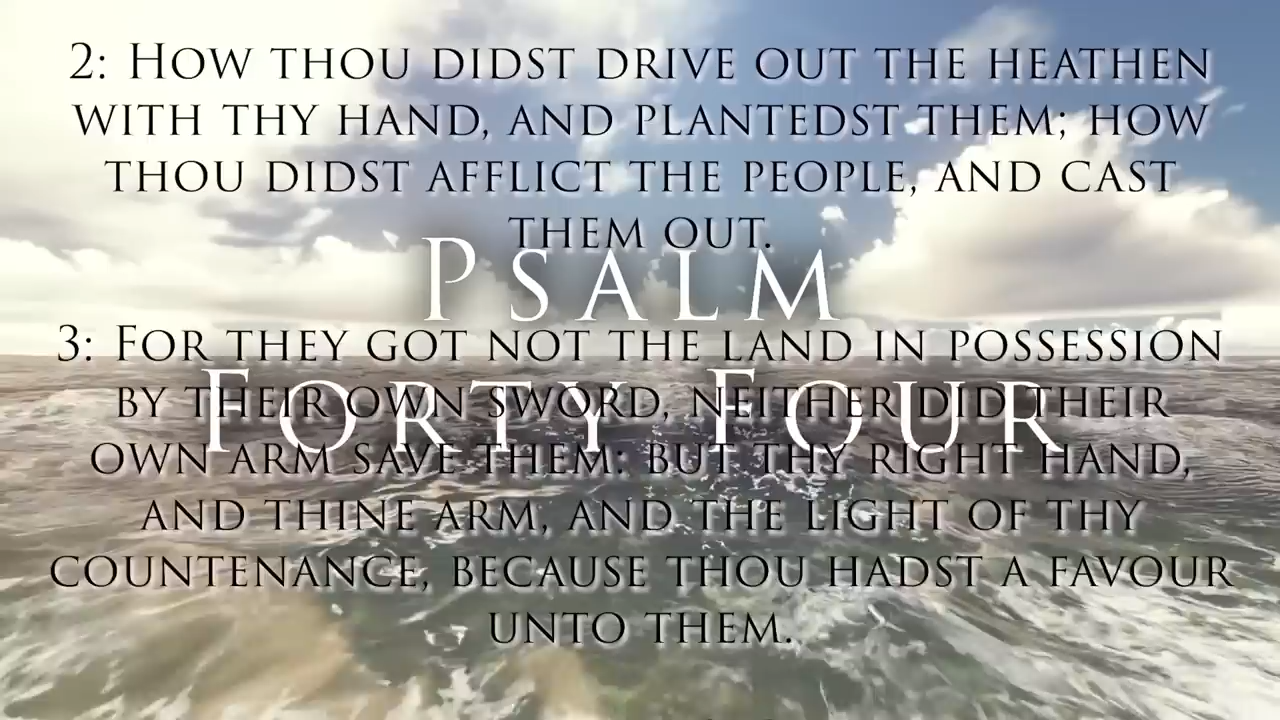 2: How thou didst drive out the heathen
with thy hand, and plantedst them; how
thou didst afflict the people, and cast
them out.
Psalm
3: For they got not the land in possession
by their own sword, neither did their
Forty Four
own arm save them: but thy right hand,
and thine arm, and the light of thy
countenance, because thou hadst a favour
unto them.